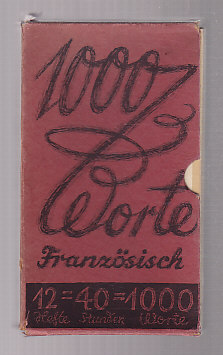 1000
Worte
Französisch
12=40=1000
Hefte Stunden Worte